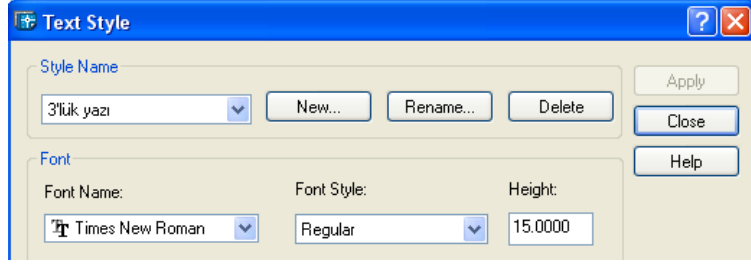 Text Style
Style Name
3'lük yazı
New...
Rename...
Delete
Apply
Close
Help
Font
Font Name:
Font Style:
Height:
Times New Roman
Regular
15.0000